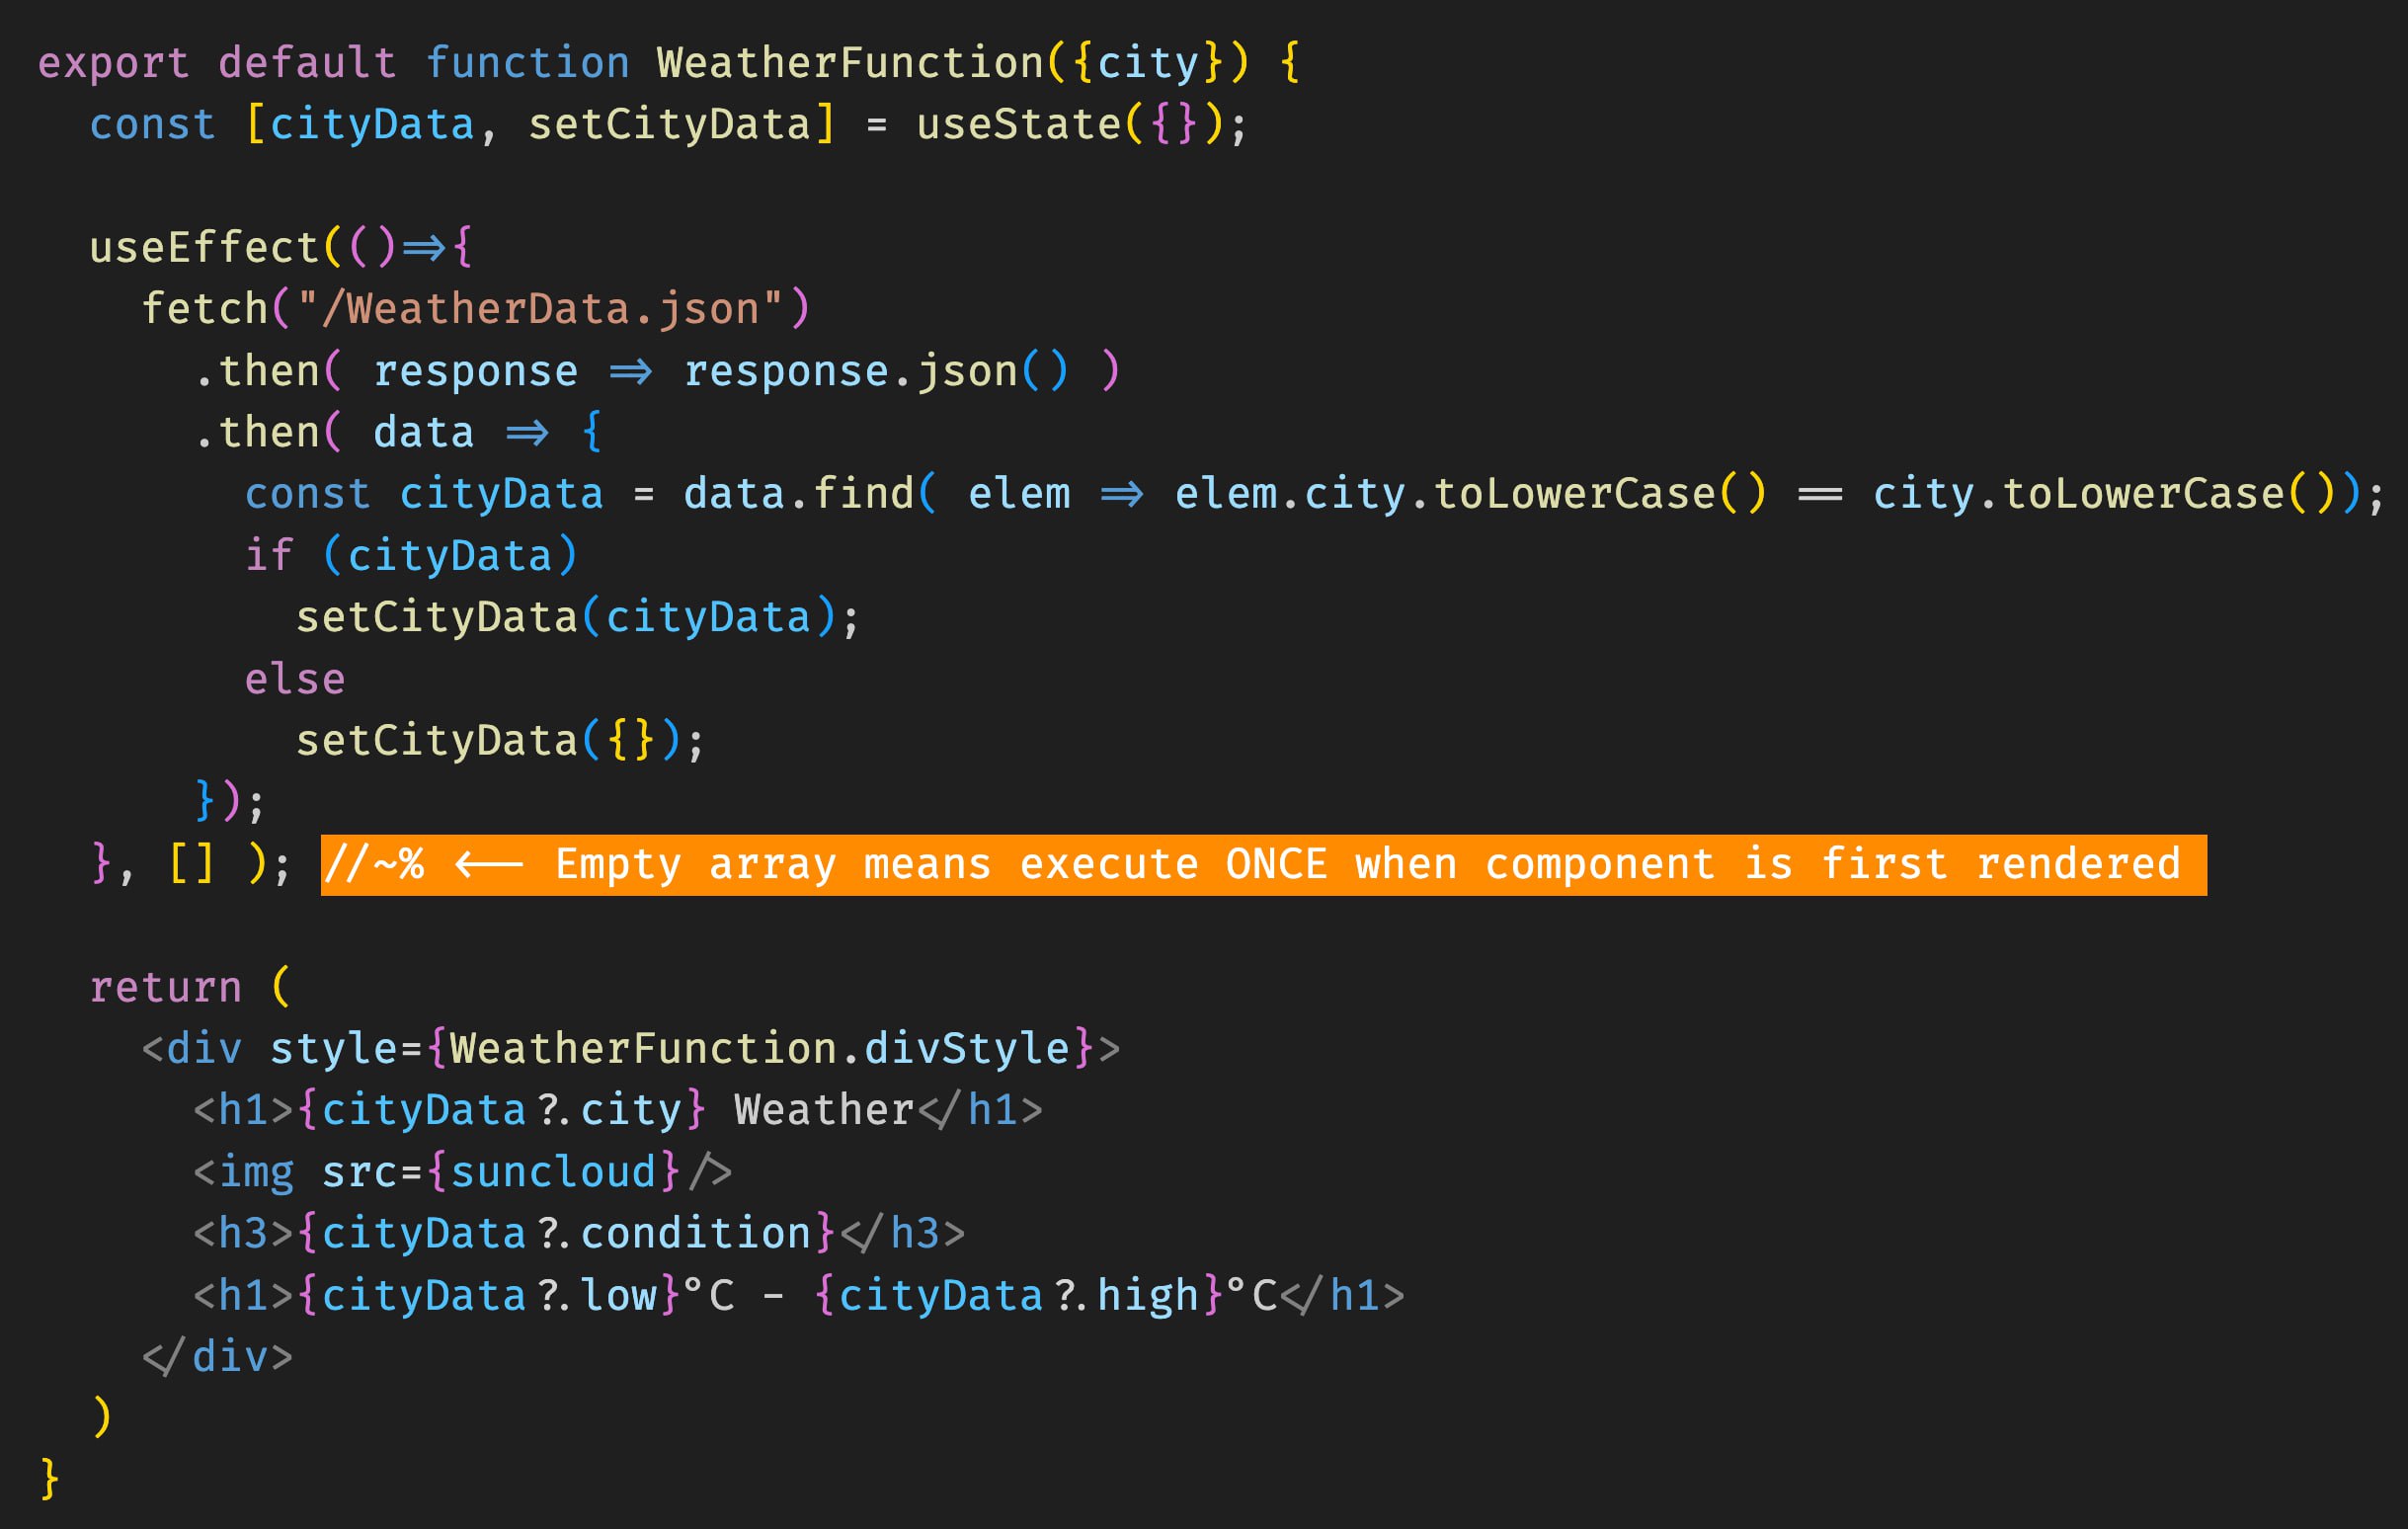 export default function WeatherFunction({city}) {
  const [cityData, setCityData] = useState({});

  useEffect(()=>{
    fetch("/WeatherData.json")
      .then( response => response.json() )
      .then( data => {
        const cityData = data.find( elem => elem.city.toLowerCase() == city.toLowerCase());
        if (cityData)
          setCityData(cityData);
        else
          setCityData({});
      });
  }, [] ); //~% <-- Empty array means execute ONCE when component is first rendered

  return (
    <div style={WeatherFunction.divStyle}>
      <h1>{cityData?.city} Weather</h1>
      <img src={suncloud}/>
      <h3>{cityData?.condition}</h3>
      <h1>{cityData?.low}°C - {cityData?.high}°C</h1>
    </div>
  )
}